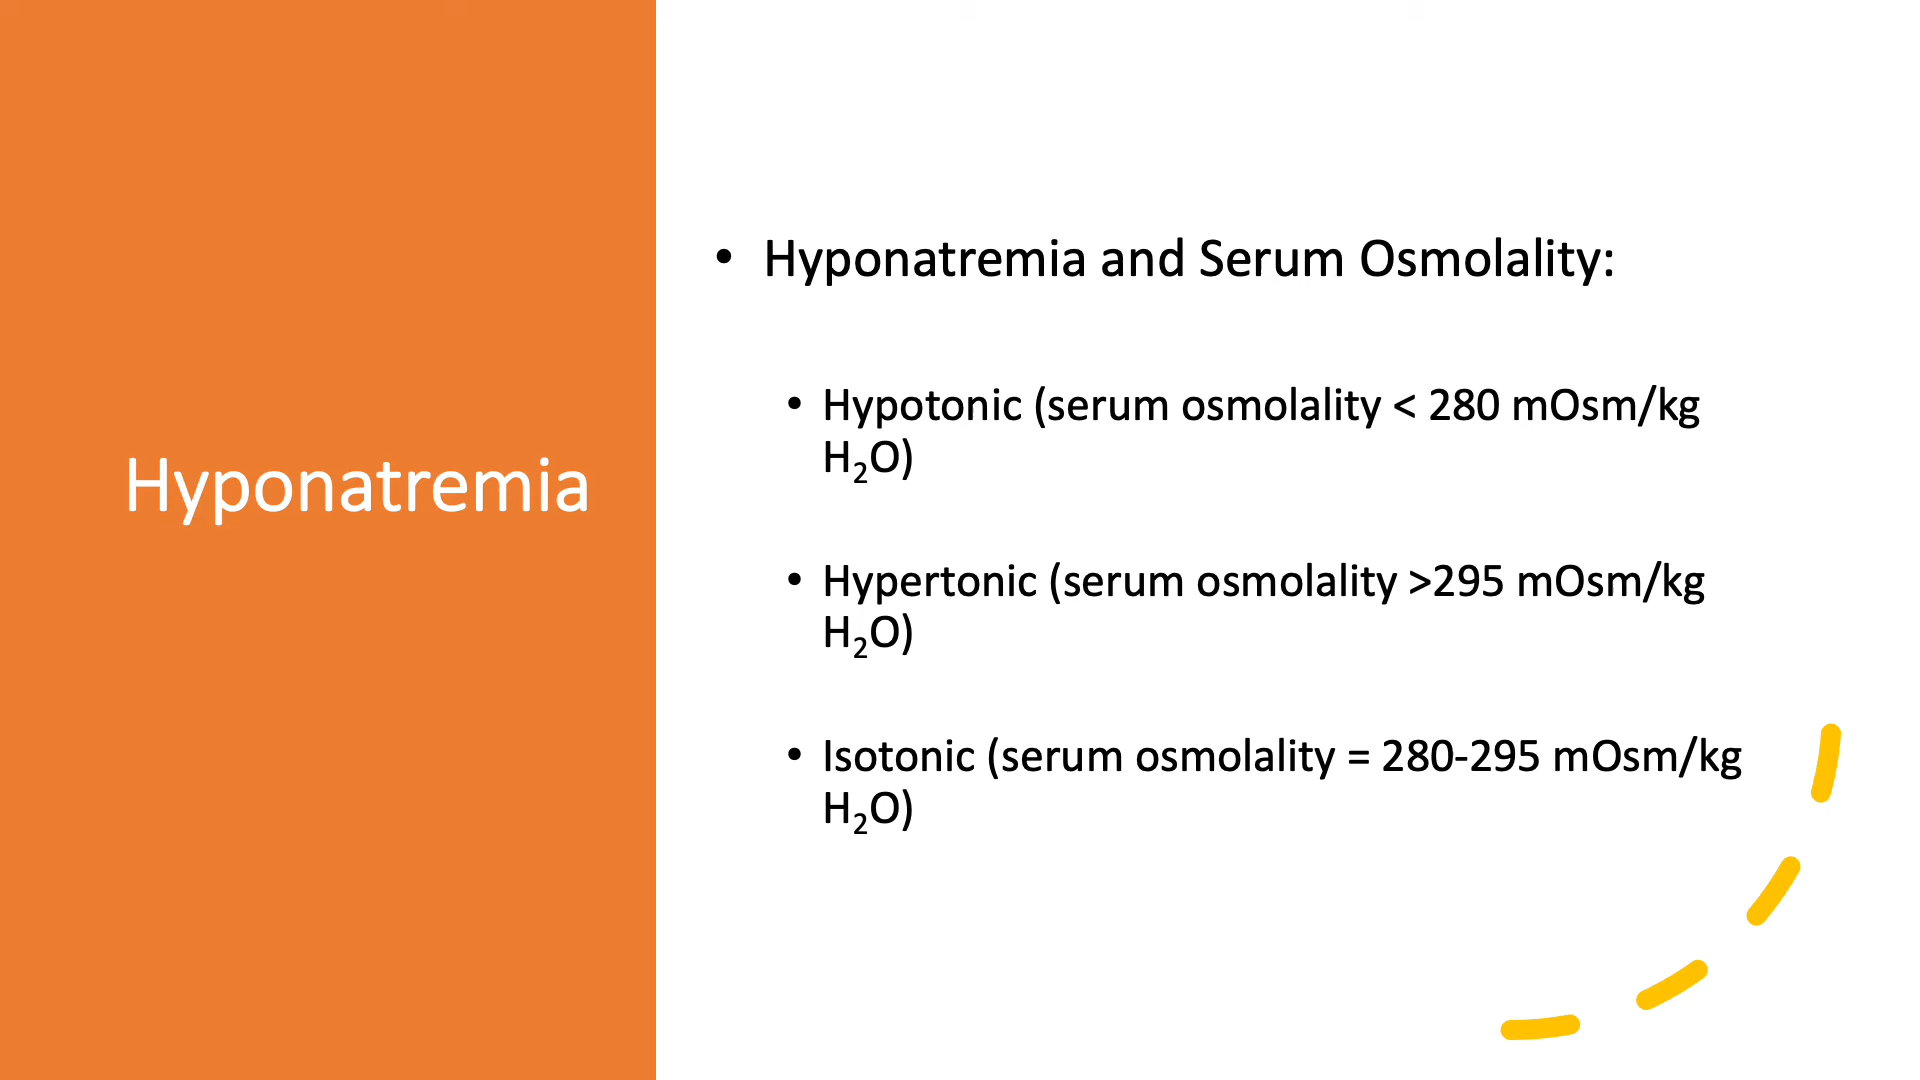 Hyponatremia
• Hyponatremia and Serum Osmolality:
• Hypotonic (serum osmolality < 280 mOsm/kg
H₂O)
• Hypertonic (serum osmolality >295 mOsm/kg
H₂O)
• Isotonic (serum osmolality = 280-295 mOsm/kg
H₂O)